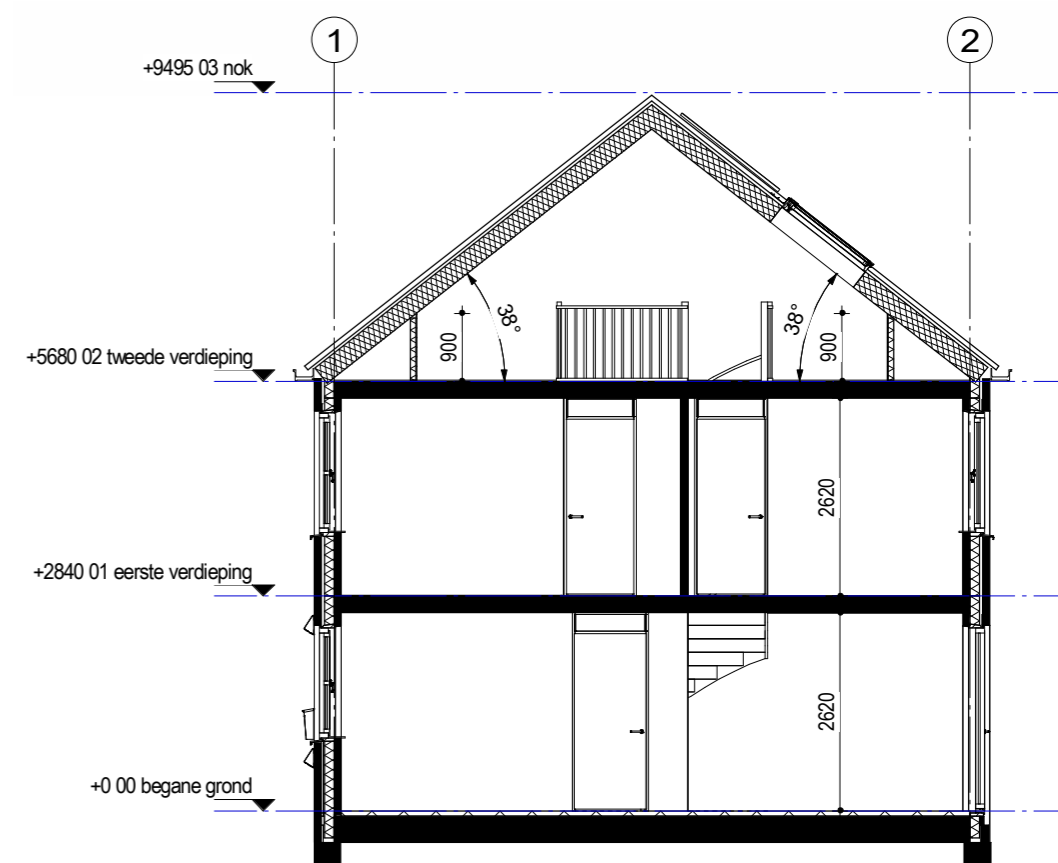 1
2
+9495 03 nok
38°
38°
900
900
+5680 02 tweede verdieping
2620
+2840 01 eerste verdieping
2620
+0 00 begane grond